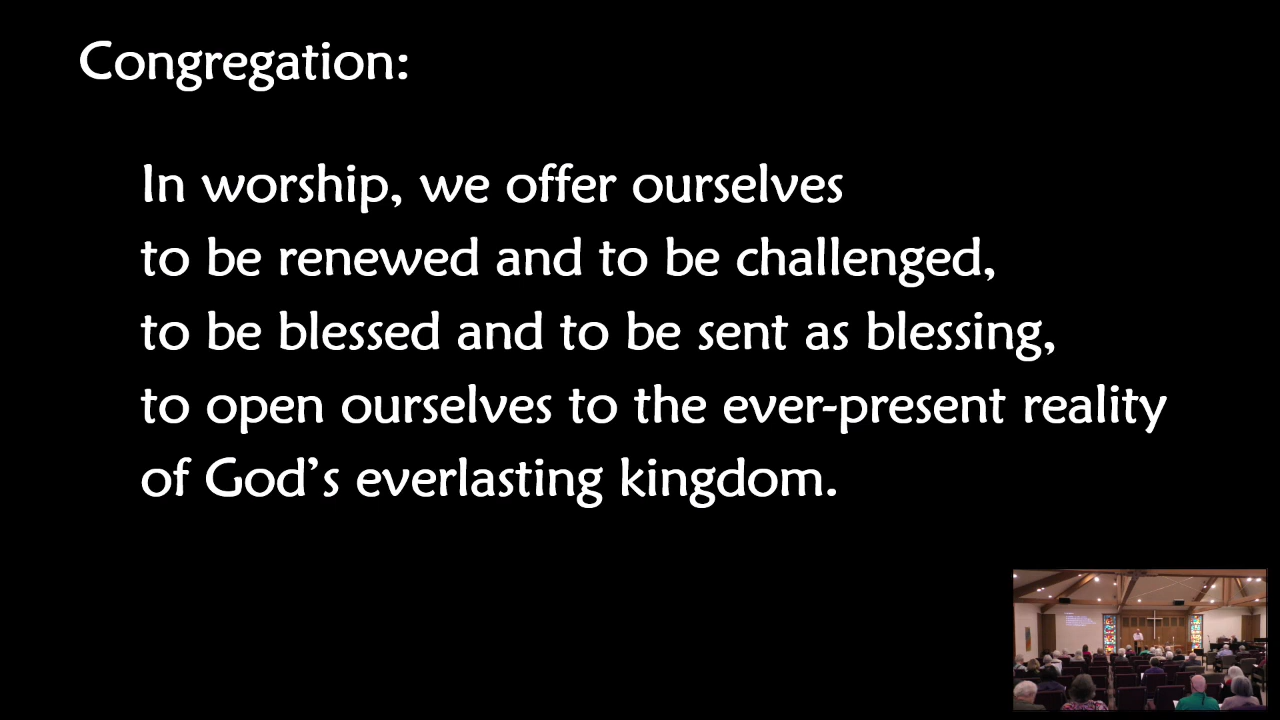 Congregation:
In worship, we offer ourselves
to be renewed and to be challenged,
to be blessed and to be sent as blessing,
to open ourselves to the ever-present reality
of God’s everlasting kingdom.